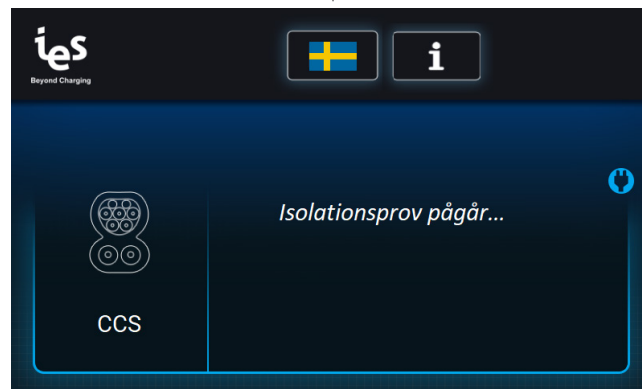 ies
Beyond Charging
i
Isolationsprov pågår...
CCS